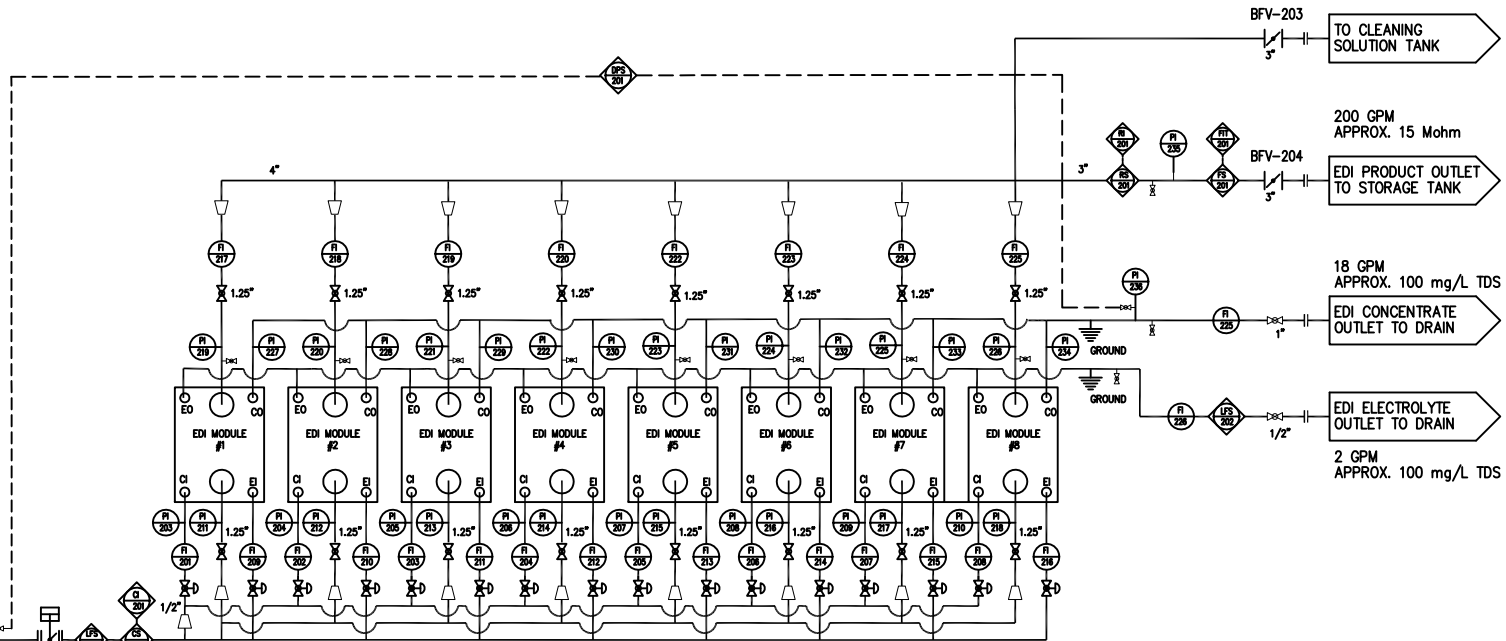 BFV-203
TO CLEANING
SOLUTION TANK
3"
DPS
201
200 GPM
APPROX. 15 Mohm
RI
201
PI
235
FIT
201
BFV-204
4"
3"
RS
201
FS
201
EDI PRODUCT OUTLET
TO STORAGE TANK
3"
FI
217
FI
218
FI
219
FI
220
FI
222
FI
223
FI
224
FI
225
1.25"
1.25"
1.25"
1.25"
1.25"
1.25"
1.25"
1.25"
18 GPM
APPROX. 100 mg/L TDS
PI
236
FI
225
EDI CONCENTRATE
OUTLET TO DRAIN
1"
PI
219
PI
227
PI
220
PI
228
PI
221
PI
229
PI
222
PI
230
PI
223
PI
231
PI
224
PI
232
PI
225
PI
233
PI
226
PI
234
GROUND
GROUND
EO
CO
EO
CO
EO
CO
EO
CO
EO
CO
EO
CO
EO
CO
EO
CO
FI
226
LFS
202
1/2"
EDI ELECTROLYTE
OUTLET TO DRAIN
2 GPM
APPROX. 100 mg/L TDS
EDI MODULE
#1
EDI MODULE
#2
EDI MODULE
#3
EDI MODULE
#4
EDI MODULE
#5
EDI MODULE
#6
EDI MODULE
#7
EDI MODULE
#8
CI
EI
CI
EI
CI
EI
CI
EI
CI
EI
CI
EI
CI
EI
CI
EI
PI
203
PI
211
1.25"
PI
204
PI
212
1.25"
PI
205
PI
213
1.25"
PI
206
PI
214
1.25"
PI
207
PI
215
1.25"
PI
208
PI
216
1.25"
PI
209
PI
217
1.25"
PI
210
PI
218
1.25"
FI
201
FI
209
FI
202
FI
210
FI
203
FI
211
FI
204
FI
212
FI
205
FI
213
FI
206
FI
214
FI
207
FI
215
FI
208
FI
216
CI
201
1/2"
LFS
CS